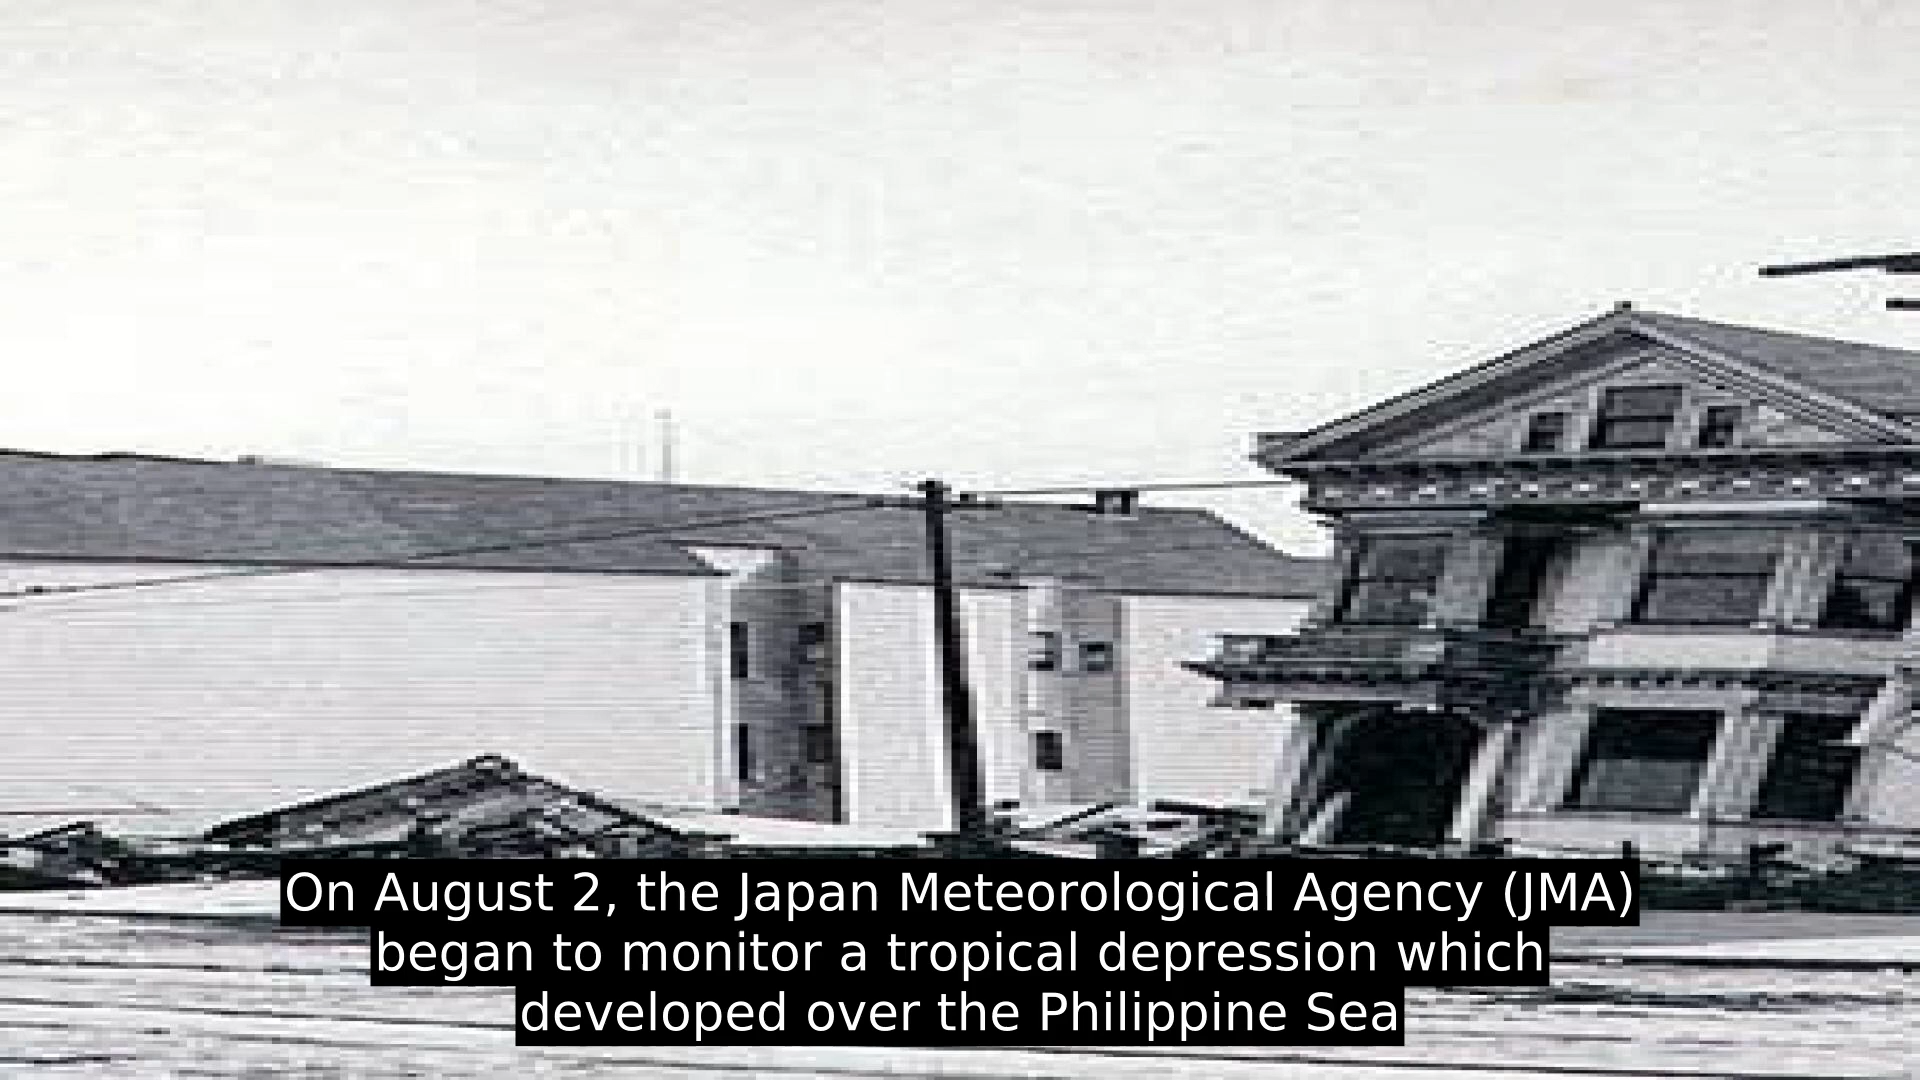 On August 2, the Japan Meteorological Agency (JMA)
began to monitor a tropical depression which
developed over the Philippine Sea